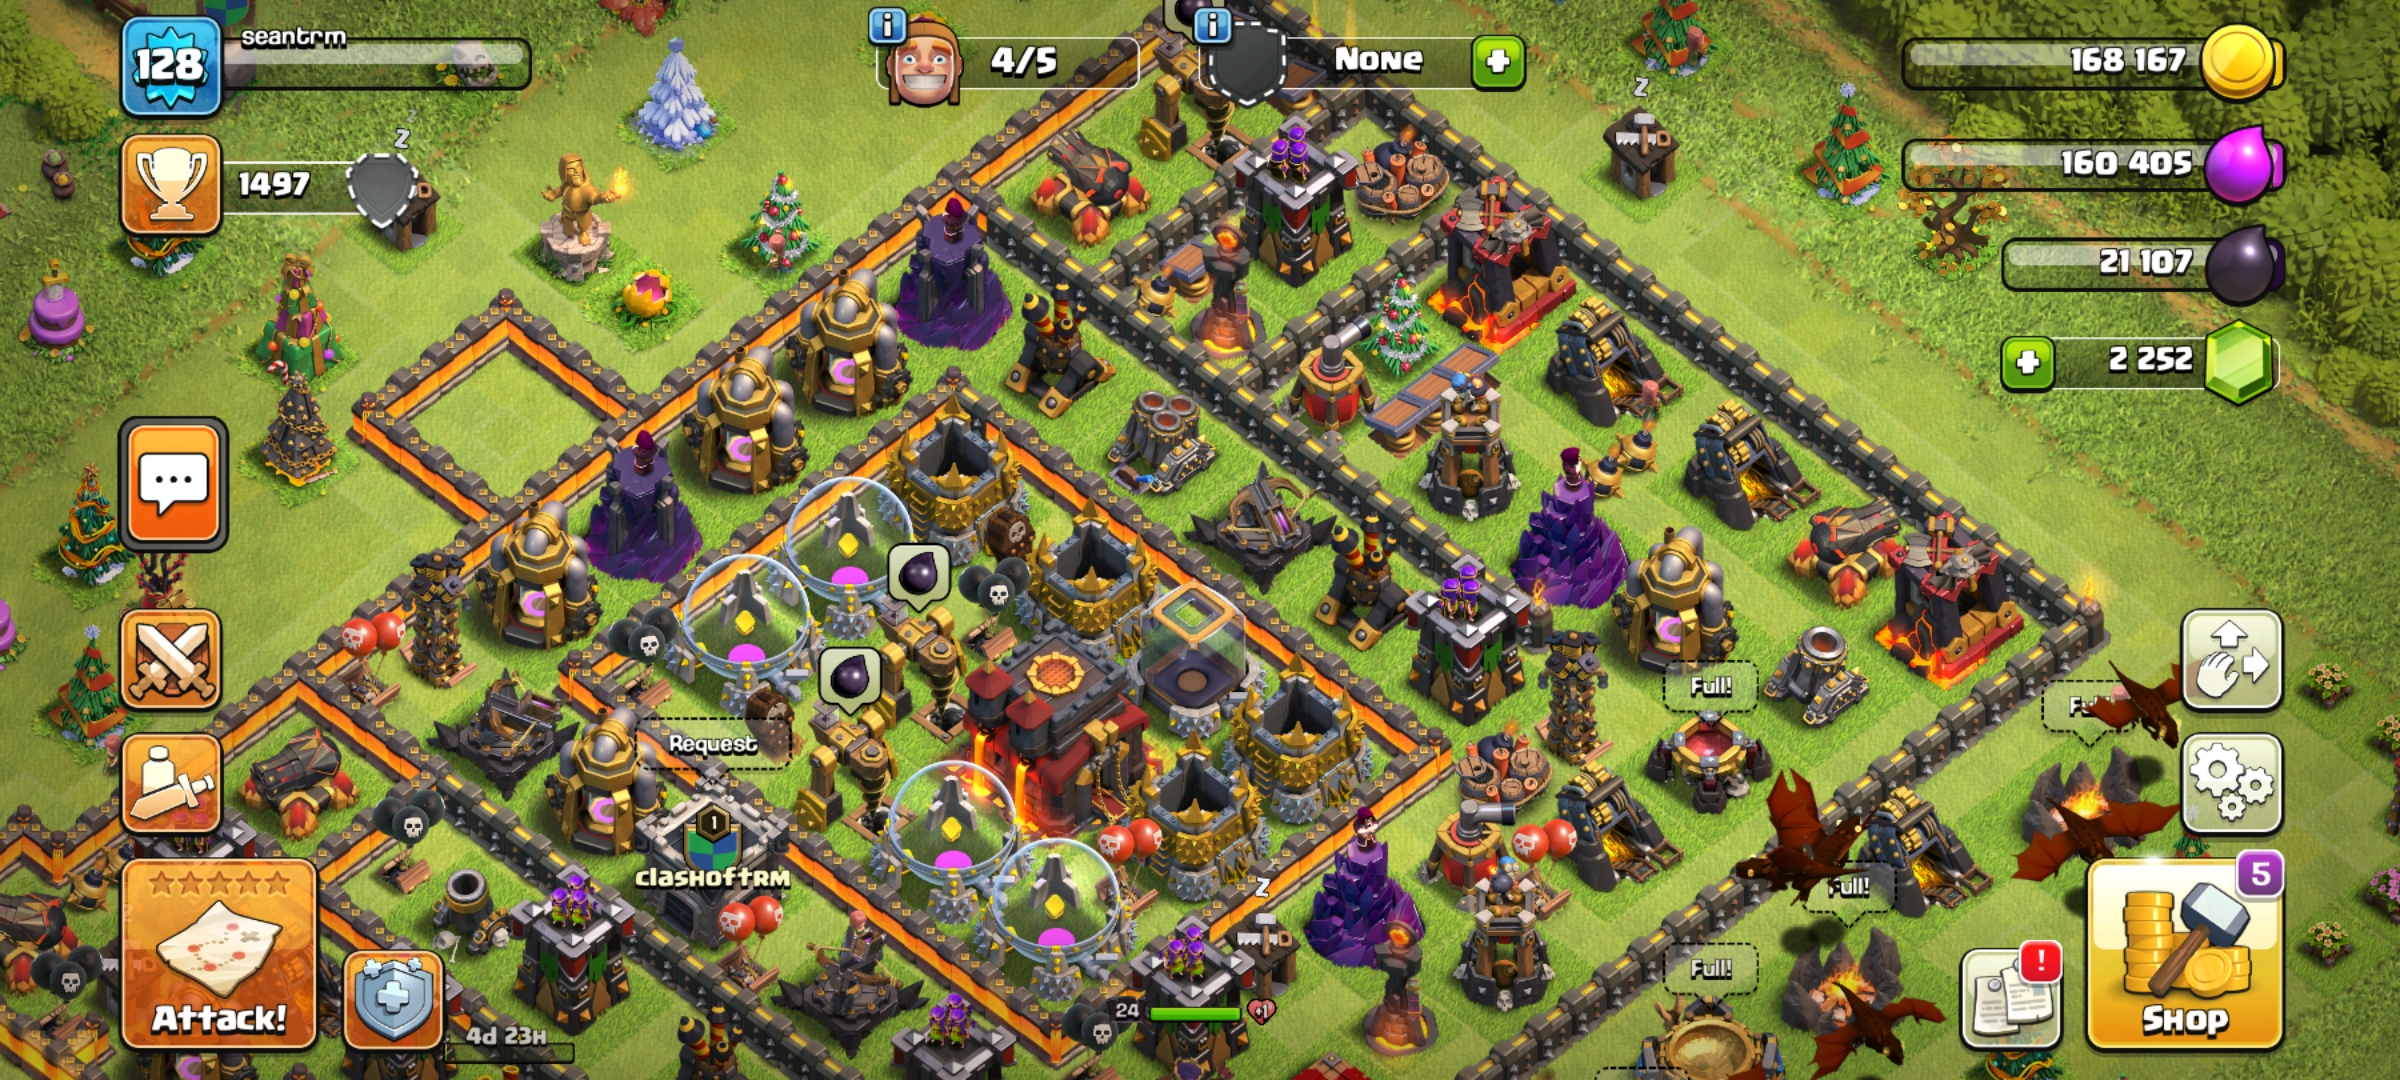 128
seantrm
4/5
None
168 167
z
z
z
1497
160 405
21 107
2 252
Full!
Request
1
clashoftRM
Full!
z
Full!
5
Attack!
24
+1
4d 23H
!
Shop